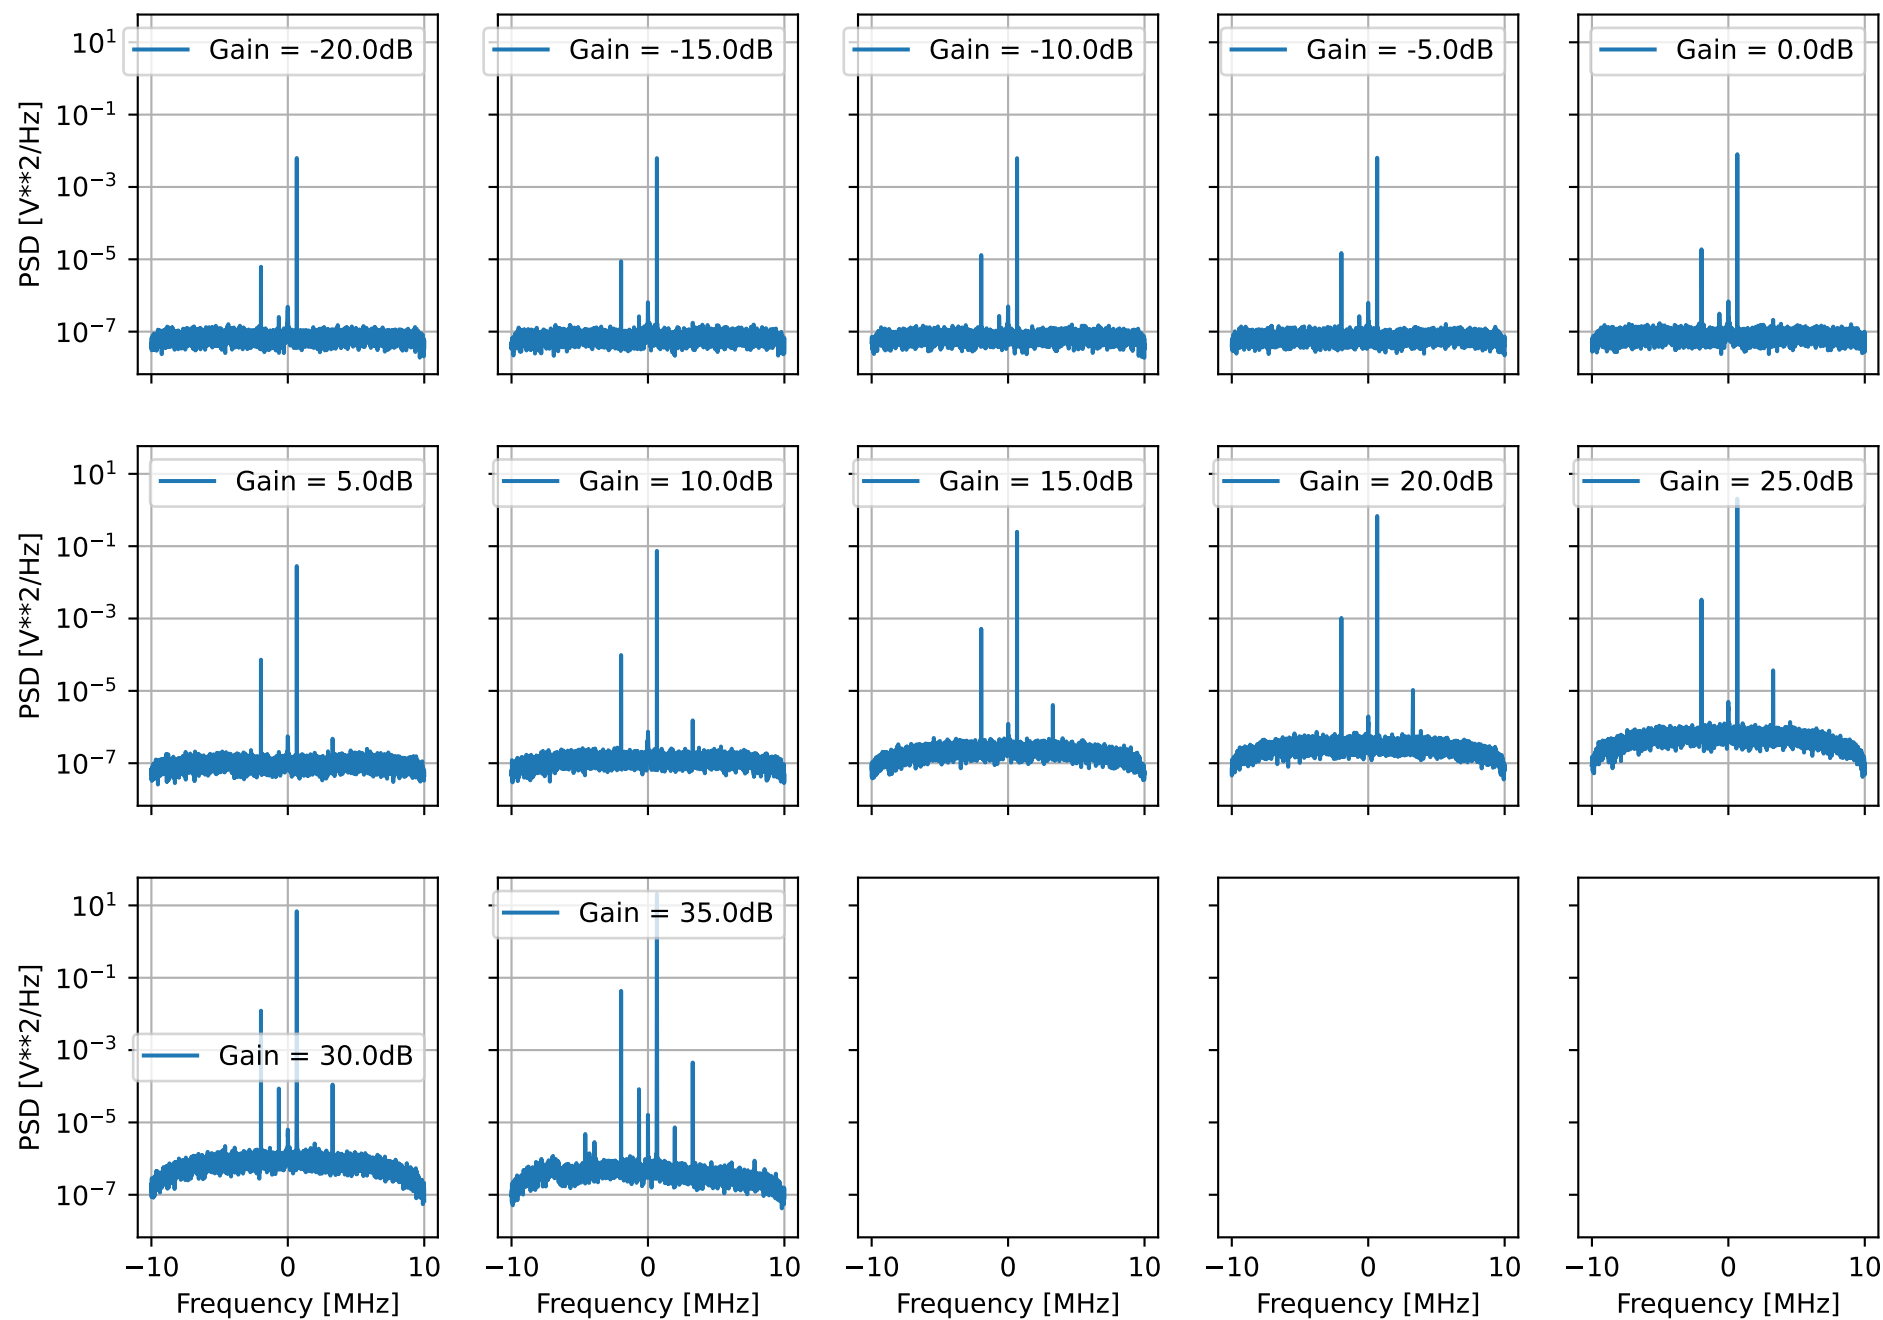 PSD [V**2/Hz]
10¹
10⁻¹
10⁻³
10⁻⁵
10⁻⁷
Gain = -20.0dB
Gain = -15.0dB
Gain = -10.0dB
Gain = -5.0dB
Gain = 0.0dB
PSD [V**2/Hz]
10¹
10⁻¹
10⁻³
10⁻⁵
10⁻⁷
Gain = 5.0dB
Gain = 10.0dB
Gain = 15.0dB
Gain = 20.0dB
Gain = 25.0dB
PSD [V**2/Hz]
10¹
10⁻¹
10⁻³
10⁻⁵
10⁻⁷
Gain = 30.0dB
Gain = 35.0dB
−10 0 10
−10 0 10
−10 0 10
−10 0 10
−10 0 10
Frequency [MHz]
Frequency [MHz]
Frequency [MHz]
Frequency [MHz]
Frequency [MHz]